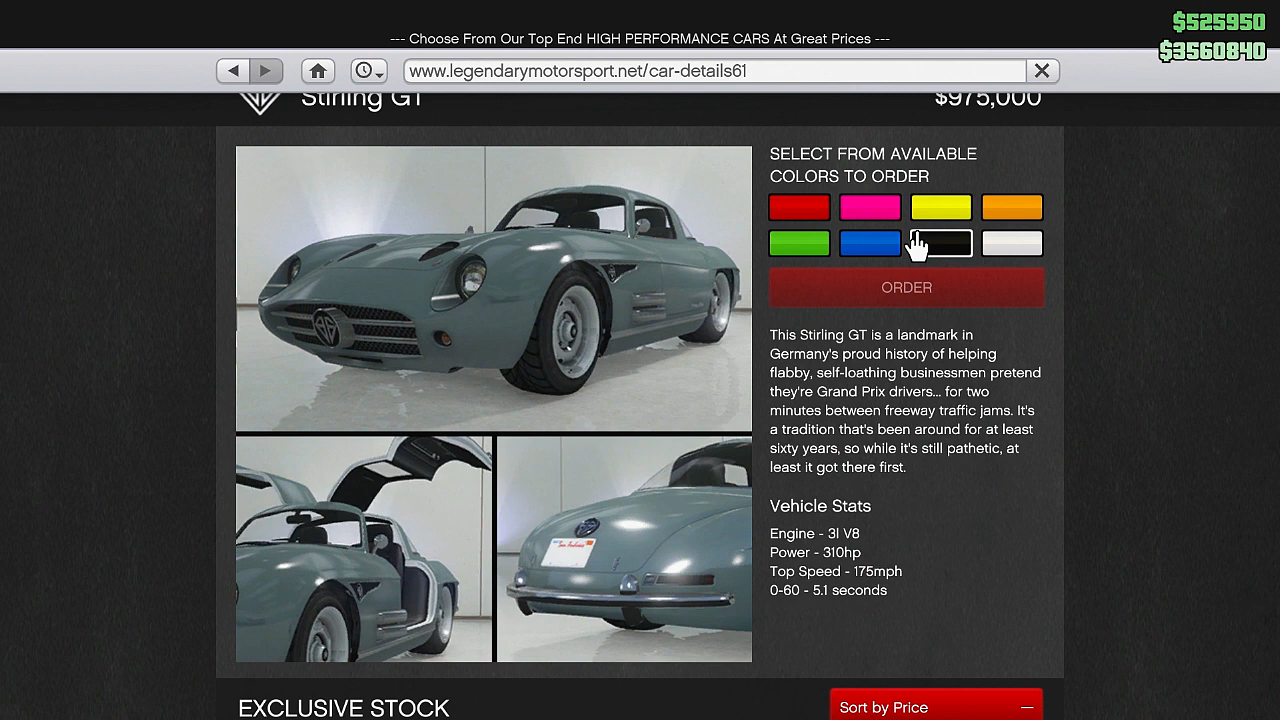 $525950
--- Choose From Our Top End HIGH PERFORMANCE CARS At Great Prices ---
$3560840
www.legendarymotorsport.net/car-details61
Stirling GT
$975,000
SELECT FROM AVAILABLE
COLORS TO ORDER
ORDER
This Stirling GT is a landmark in
Germany's proud history of helping
flabby, self-loathing businessmen pretend
they're Grand Prix drivers... for two
minutes between freeway traffic jams. It's
a tradition that's been around for at least
sixty years, so while it's still pathetic, at
least it got there first.
Vehicle Stats
Engine - 3l V8
Power - 310hp
Top Speed - 175mph
0-60 - 5.1 seconds
San Andreas
EXCLUSIVE STOCK
Sort by Price